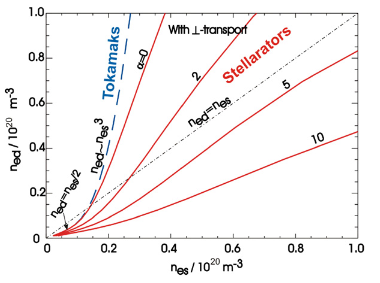 1.0
0.8
0.6
0.4
0.2
0
0
0.2
0.4
0.6
0.8
1.0
n_ed / 10^20 m^-3
n_es / 10^20 m^-3
Tokamaks
α=0
With ⊥-transport
2
Stellarators
5
10
n_ed=n_es
n_ed~n_es^3
n_ed=n_es/2